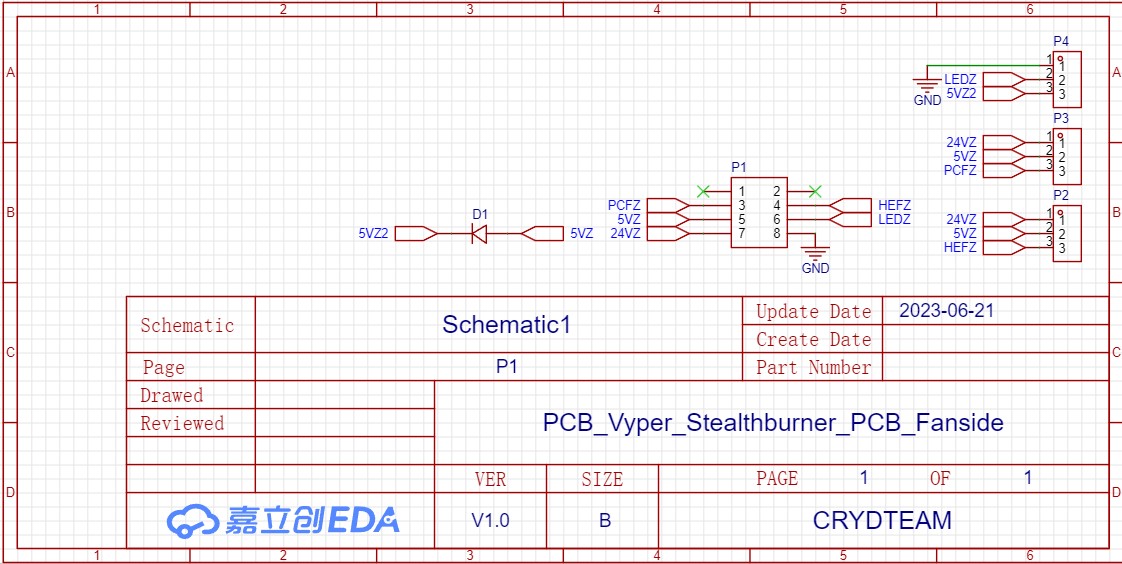 1 2 3 4 5 6
A A
P4
1 1
LEDZ 2 2
5VZ2 3 3
GND
P3
24VZ 1 1
5VZ 2 2
PCFZ 3 3
B B
P1
1 2
PCFZ 3 4 HEFZ
5VZ 5 6 LEDZ
24VZ 7 8
GND
D1
5VZ2 5VZ
P2
24VZ 1 1
5VZ 2 2
HEFZ 3 3
C C
Schematic Schematic1 Update Date 2023-06-21
Create Date
Page P1 Part Number
Drawed
Reviewed
PCB_Vyper_Stealthburner_PCB_Fanside
D D
VER SIZE PAGE 1 OF 1
嘉立创EDA V1.0 B CRYDTEAM
1 2 3 4 5 6